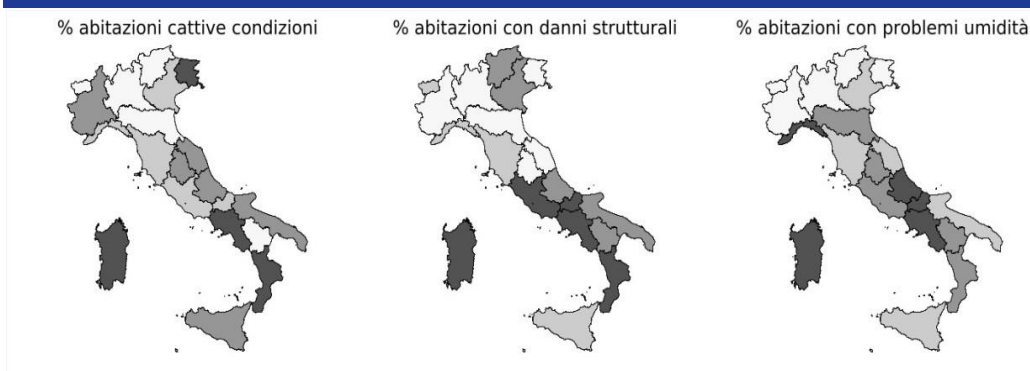 % abitazioni cattive condizioni
% abitazioni con danni strutturali
% abitazioni con problemi umidità